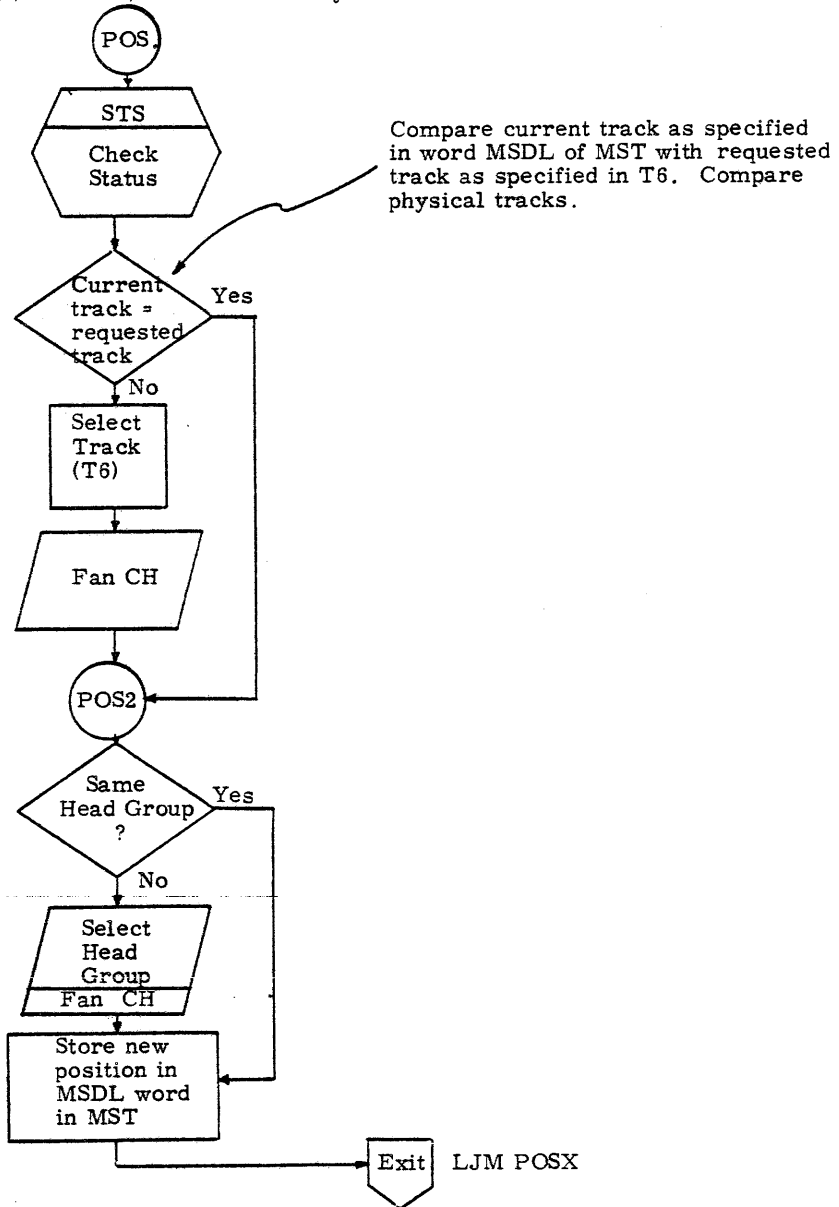 POS.
STS
Check
Status
Compare current track as specified
in word MSDL of MST with requested
track as specified in T6. Compare
physical tracks.
Current
track =
requested
track
Yes
No
Select
Track
(T6)
Fan CH
POS2
Same
Head Group
?
Yes
No
Select
Head
Group
Fan CH
Store new
position in
MSDL word
in MST
Exit LJM POSX